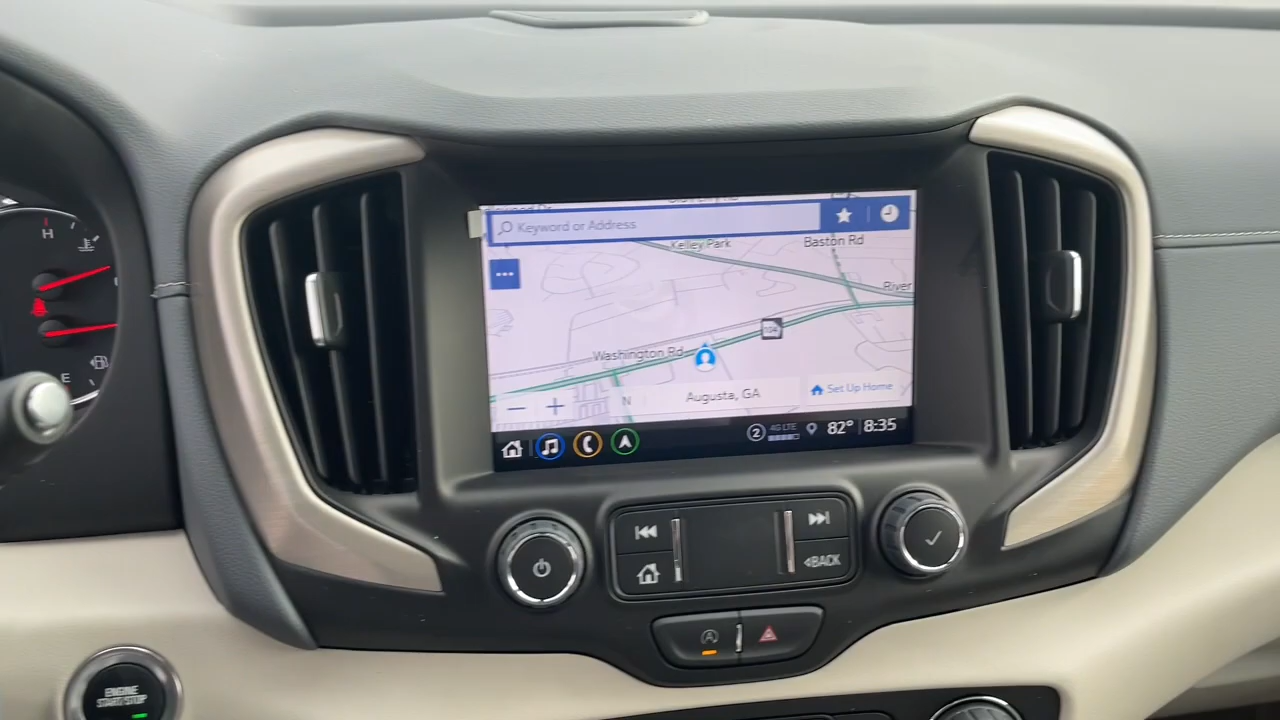 Keyword or Address
Kelley Park
Baston Rd
River
104
Washington Rd
N
Augusta, GA
Set Up Home
2
4G LTE
82°
8:35
H
E
BACK
ENGINE
START/STOP